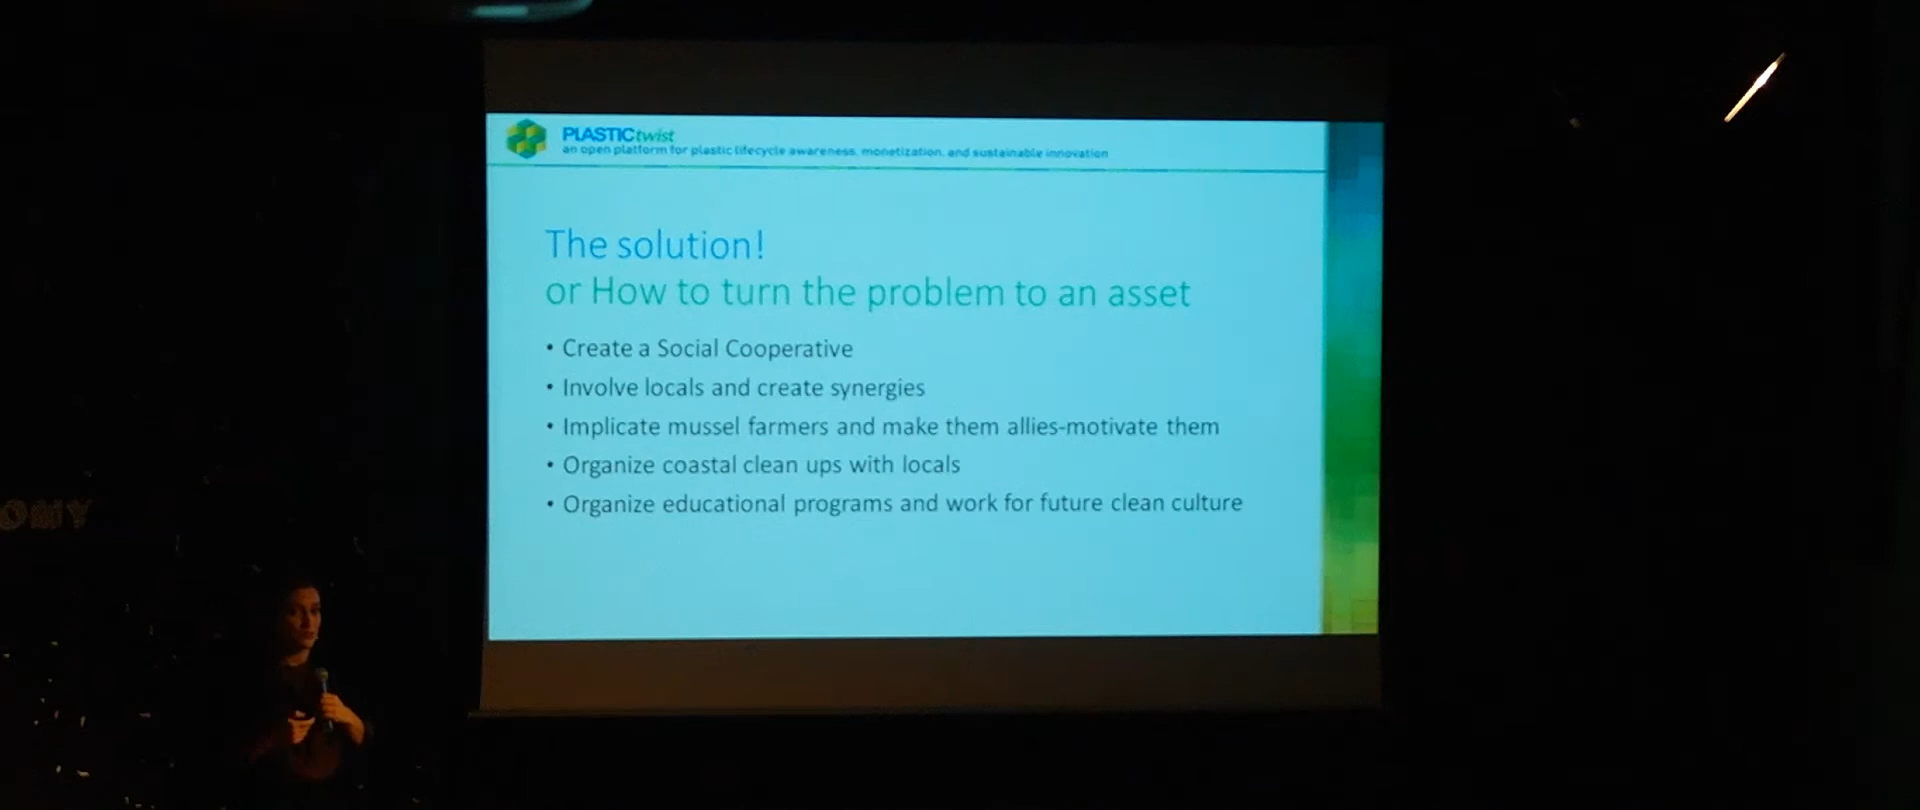 PLASTICtwist
an open platform for plastic lifecycle awareness, monetization, and sustainable innovation
The solution!
or How to turn the problem to an asset
• Create a Social Cooperative
• Involve locals and create synergies
• Implicate mussel farmers and make them allies-motivate them
• Organize coastal clean ups with locals
• Organize educational programs and work for future clean culture
OMY